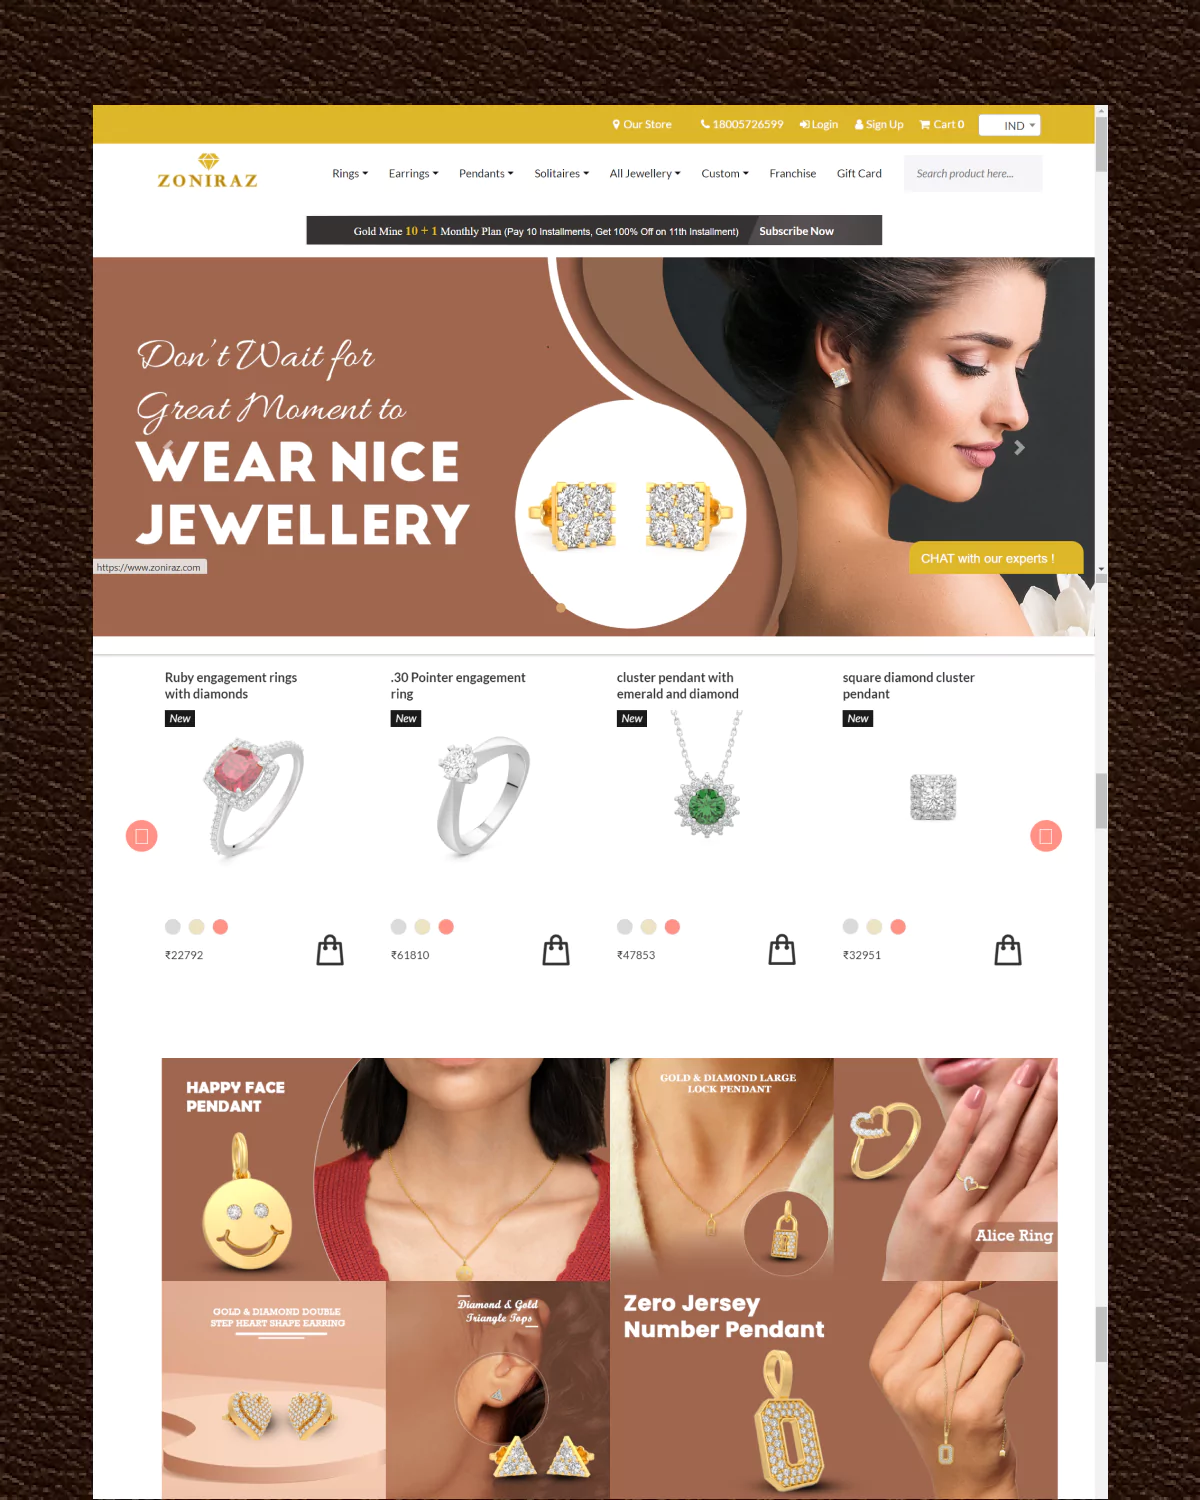 Our Store
18005726599
Login
Sign Up
Cart 0
IND
ZONIRAZ
Rings
Earrings
Pendants
Solitaires
All Jewellery
Custom
Franchise
Gift Card
Search product here...
Gold Mine 10 + 1 Monthly Plan (Pay 10 Installments, Get 100% Off on 11th Installment)
Subscribe Now
Don't Wait for
Great Moment to
WEAR NICE
JEWELLERY
CHAT with our experts !
https://www.zoniraz.com
Ruby engagement rings
with diamonds
New
₹22792
.30 Pointer engagement
ring
New
₹61810
cluster pendant with
emerald and diamond
New
₹47853
square diamond cluster
pendant
New
₹32951
HAPPY FACE
PENDANT
GOLD & DIAMOND LARGE
LOCK PENDANT
Alice Ring
GOLD & DIAMOND DOUBLE
STEP HEART SHAPE EARRING
Diamond & Gold
Triangle Tops
Zero Jersey
Number Pendant